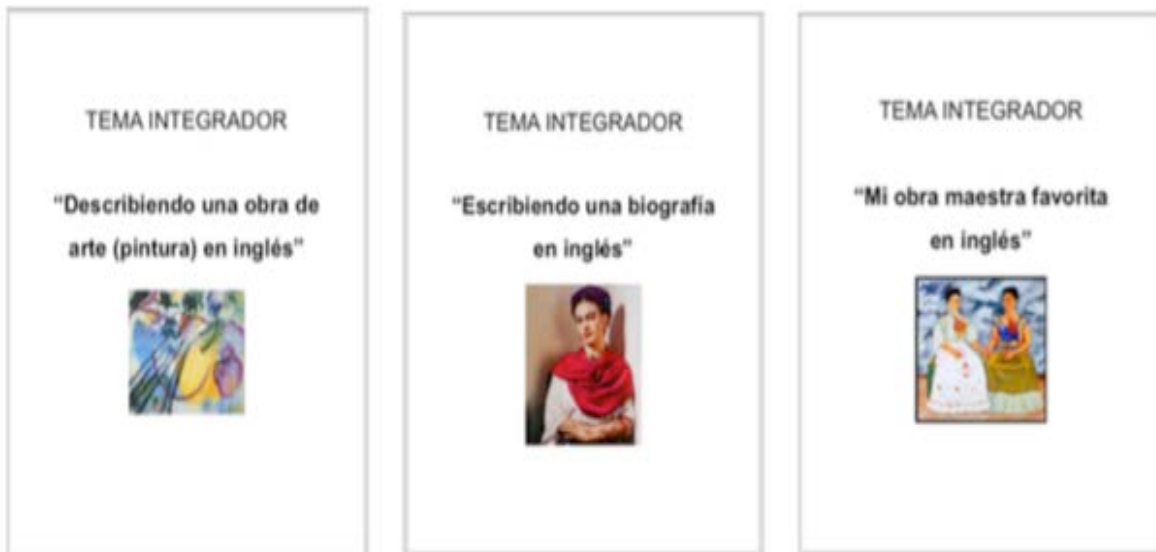 TEMA INTEGRADOR
“Describiendo una obra de
arte (pintura) en inglés”
TEMA INTEGRADOR
“Escribiendo una biografía
en inglés”
TEMA INTEGRADOR
“Mi obra maestra favorita
en inglés”